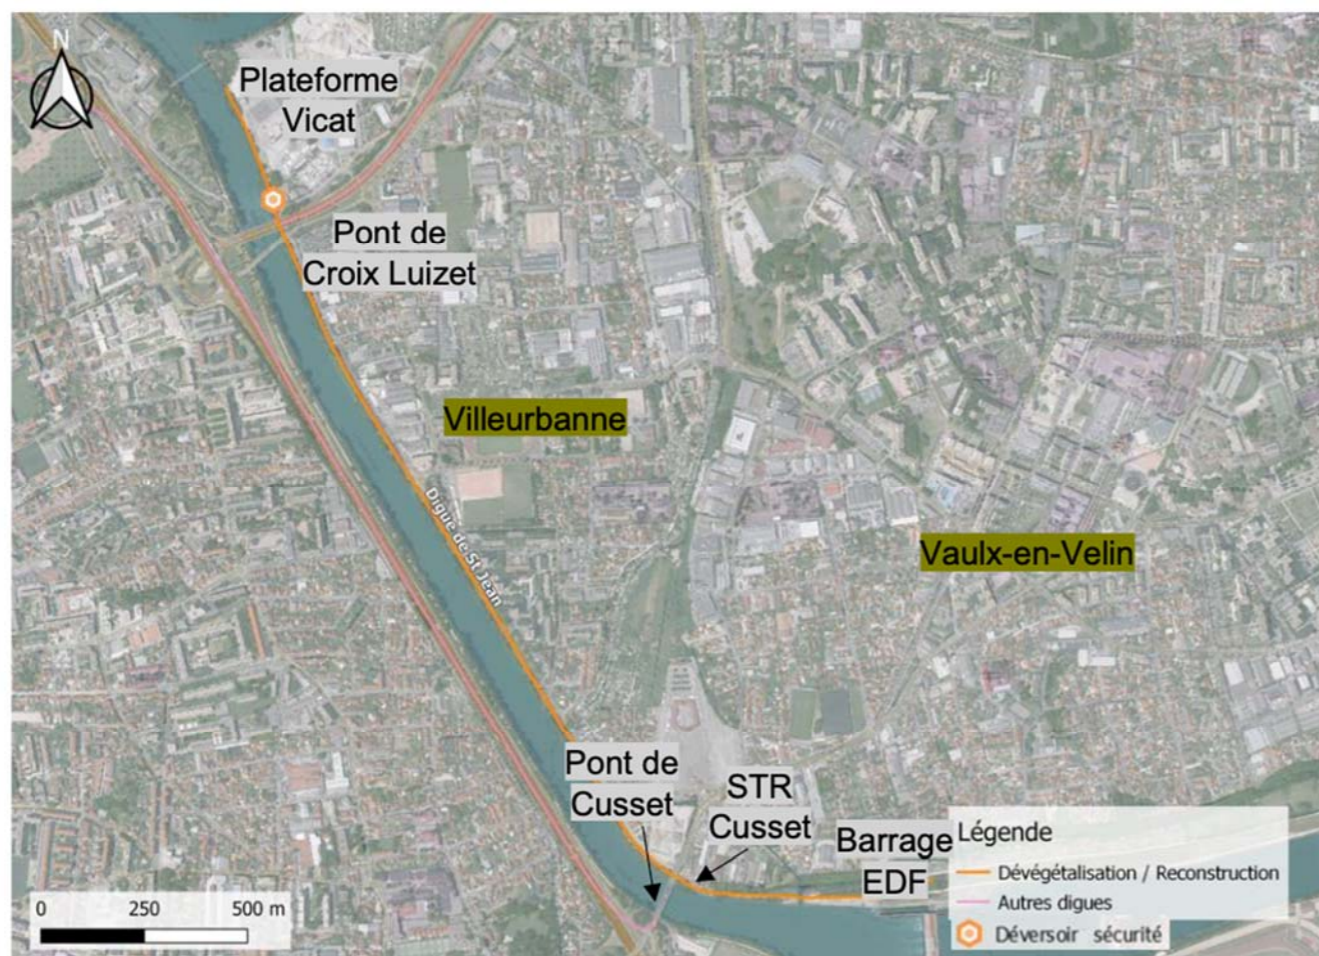 N
Plateforme
Vicat
Pont de
Croix Luizet
Villeurbanne
Digue de St Jean
Vaulx-en-Velin
Pont de
Cusset
STR
Cusset
Barrage
EDF
Légende
Dévégétalisation / Reconstruction
Autres digues
Déversoir sécurité
0 250 500 m